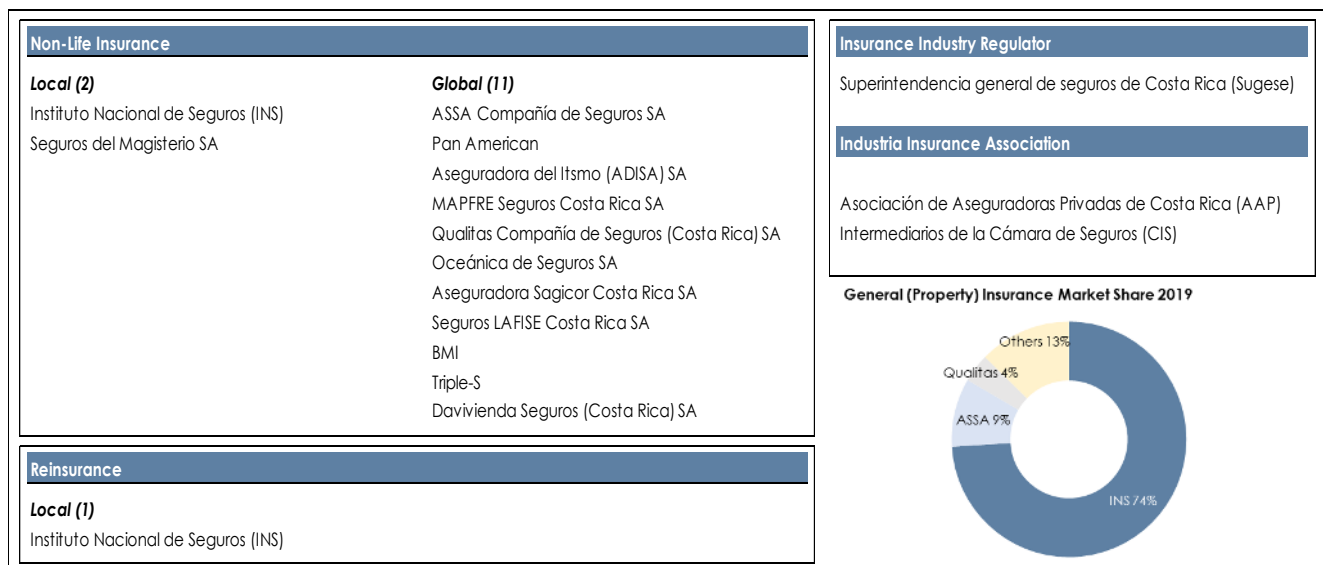 Non-Life Insurance
Local (2)
Instituto Nacional de Seguros (INS)
Seguros del Magisterio SA
Global (11)
ASSA Compañía de Seguros SA
Pan American
Aseguradora del Itsmo (ADISA) SA
MAPFRE Seguros Costa Rica SA
Qualitas Compañía de Seguros (Costa Rica) SA
Oceánica de Seguros SA
Aseguradora Sagicor Costa Rica SA
Seguros LAFISE Costa Rica SA
BMI
Triple-S
Davivienda Seguros (Costa Rica) SA
Reinsurance
Local (1)
Instituto Nacional de Seguros (INS)
Insurance Industry Regulator
Superintendencia general de seguros de Costa Rica (Sugese)
Industria Insurance Association
Asociación de Aseguradoras Privadas de Costa Rica (AAP)
Intermediarios de la Cámara de Seguros (CIS)
General (Property) Insurance Market Share 2019
Others 13%
Qualitas 4%
ASSA 9%
INS 74%